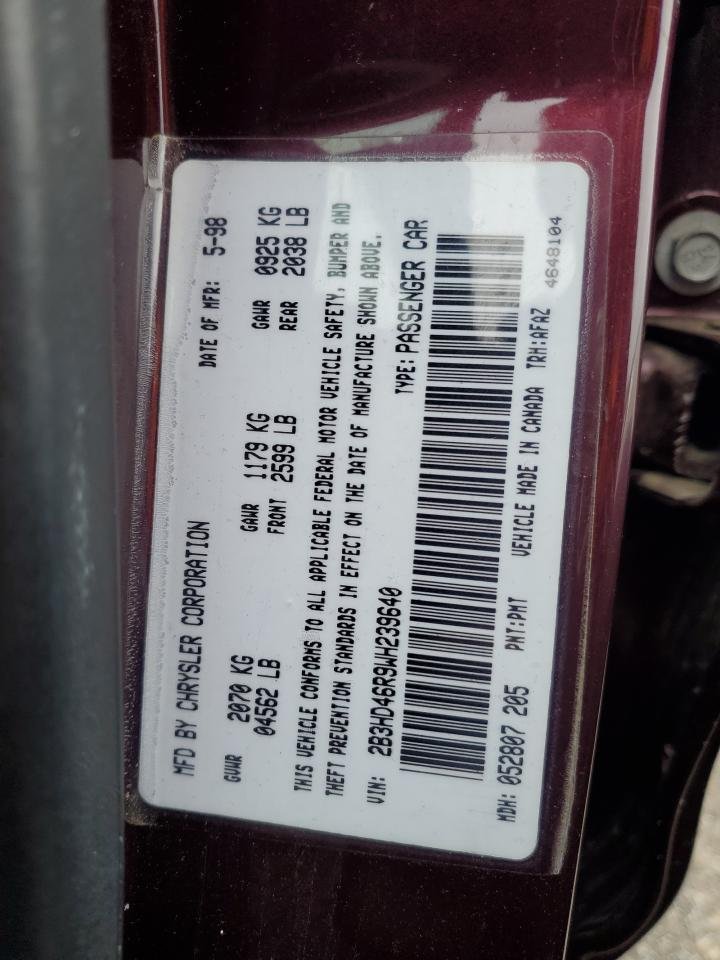 MFD BY CHRYSLER CORPORATION DATE OF MFR: 5-98
GVWR 2070 KG GAWR 1179 KG GAWR 0925 KG
04562 LB FRONT 2599 LB REAR 2038 LB
THIS VEHICLE CONFORMS TO ALL APPLICABLE FEDERAL MOTOR VEHICLE SAFETY, BUMPER AND
THEFT PREVENTION STANDARDS IN EFFECT ON THE DATE OF MANUFACTURE SHOWN ABOVE.
VIN: 2B3HD46R9WH239640 TYPE: PASSENGER CAR
MDH: 052807 205 PNT:PMT VEHICLE MADE IN CANADA TRH:AFAZ 4648104